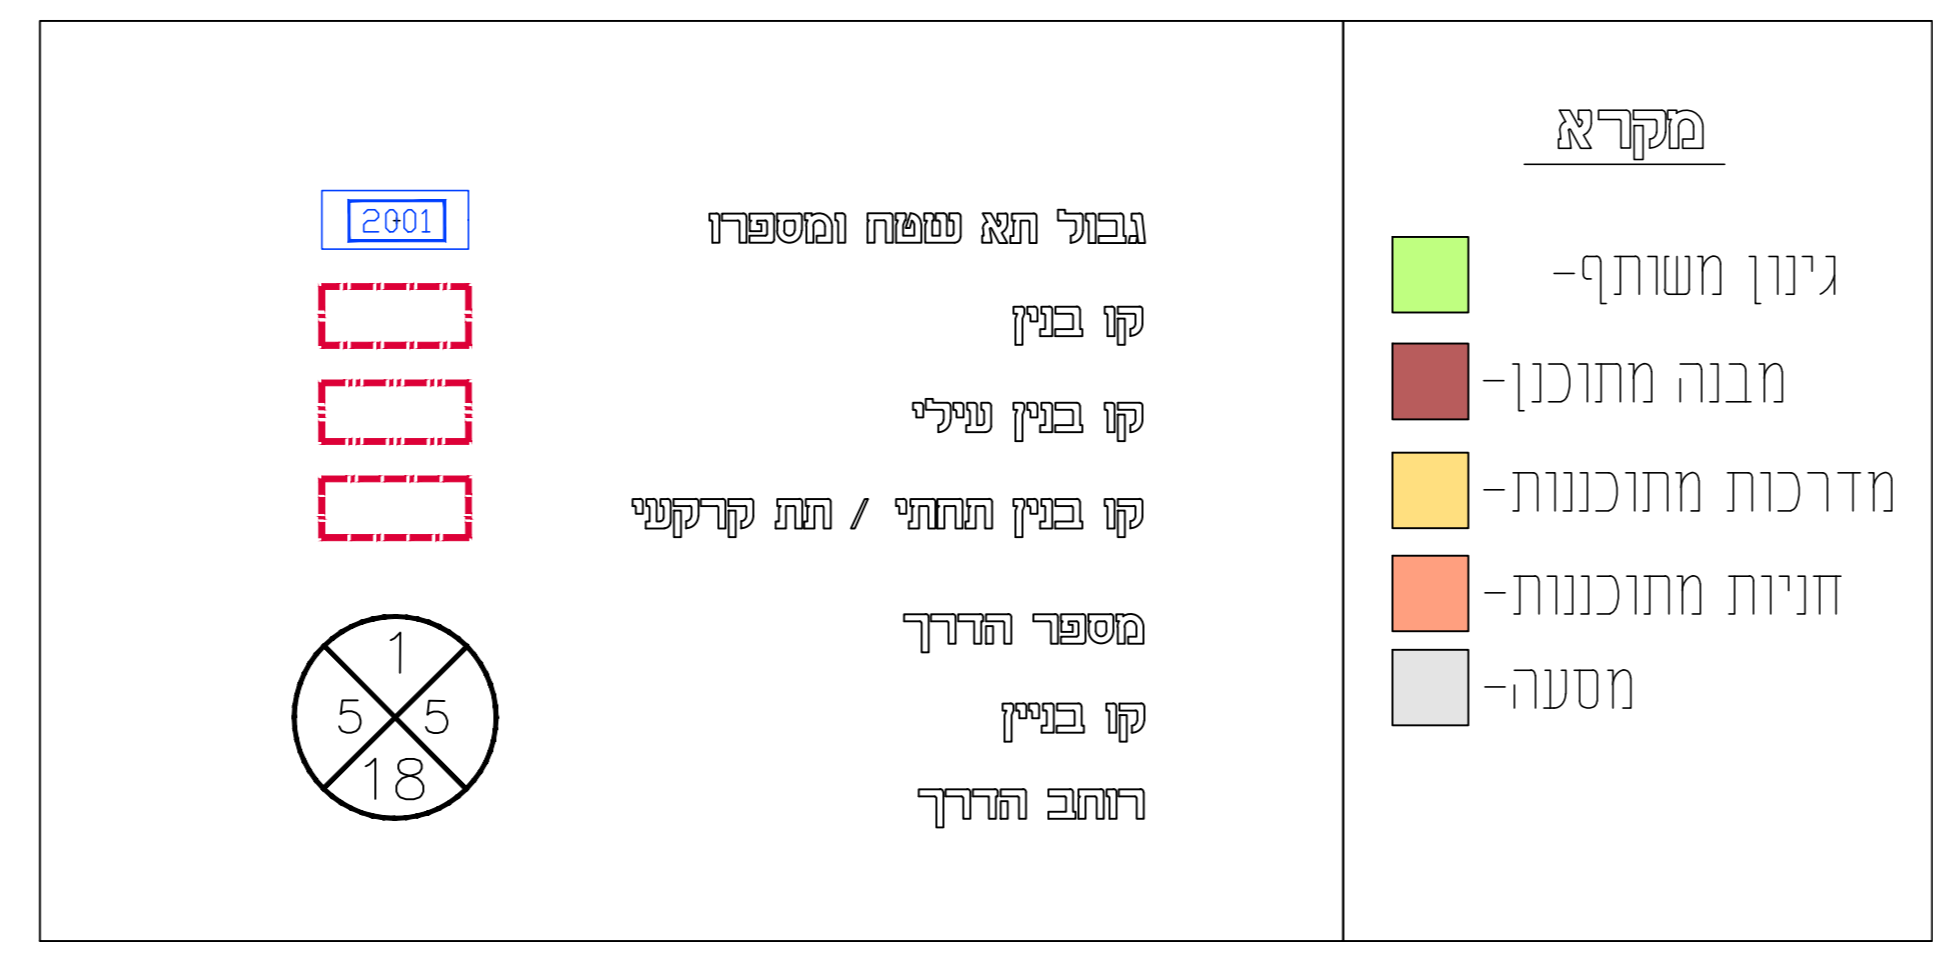 מקרא
גינון משותף-
מבנה מתוכנן-
מדרכות מתוכננות-
חניות מתוכננות-
מסעה-
גבול תא שטח ומספרו
2001
קו בנין
קו בנין עילי
קו בנין תחתי / תת קרקעי
מספר הדרך
1
קו בניין
5 5
רוחב הדרך
18